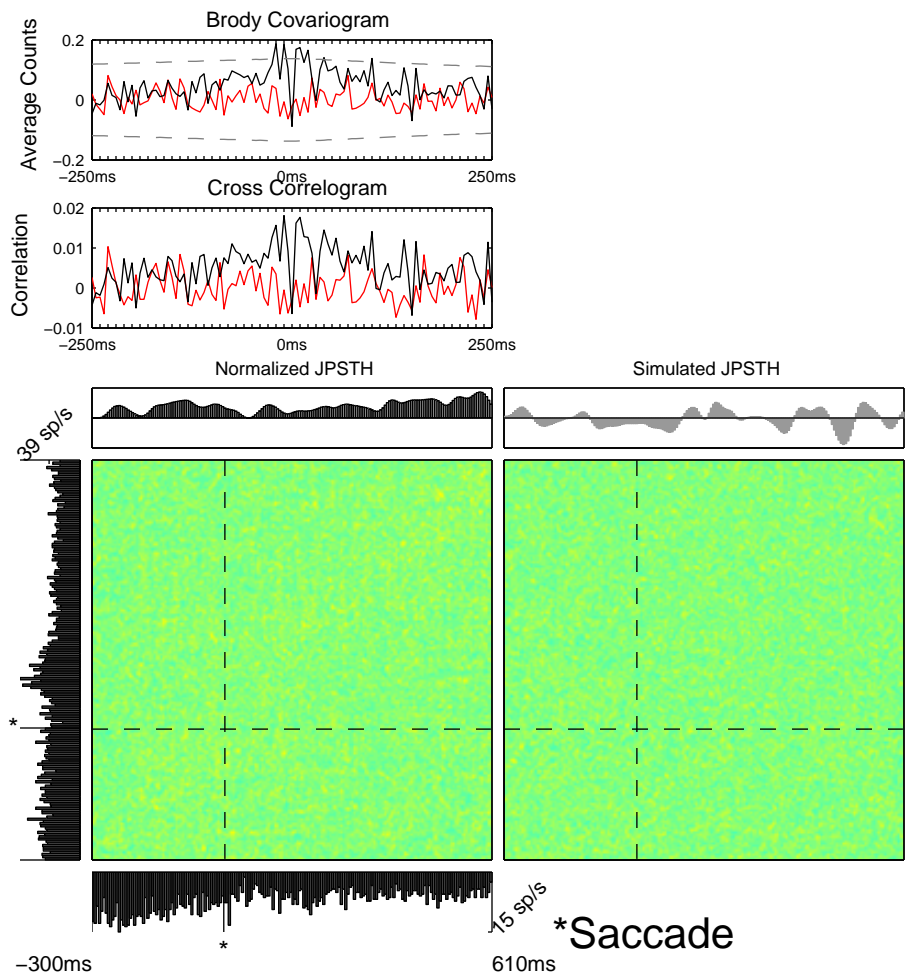 Brody Covariogram
Average Counts
0.2
0
−0.2
−250ms
0ms
250ms
Cross Correlogram
Correlation
0.02
0.01
0
−0.01
−250ms
0ms
250ms
Normalized JPSTH
Simulated JPSTH
39 sp/s
*
15 sp/s
*
*Saccade
−300ms
610ms